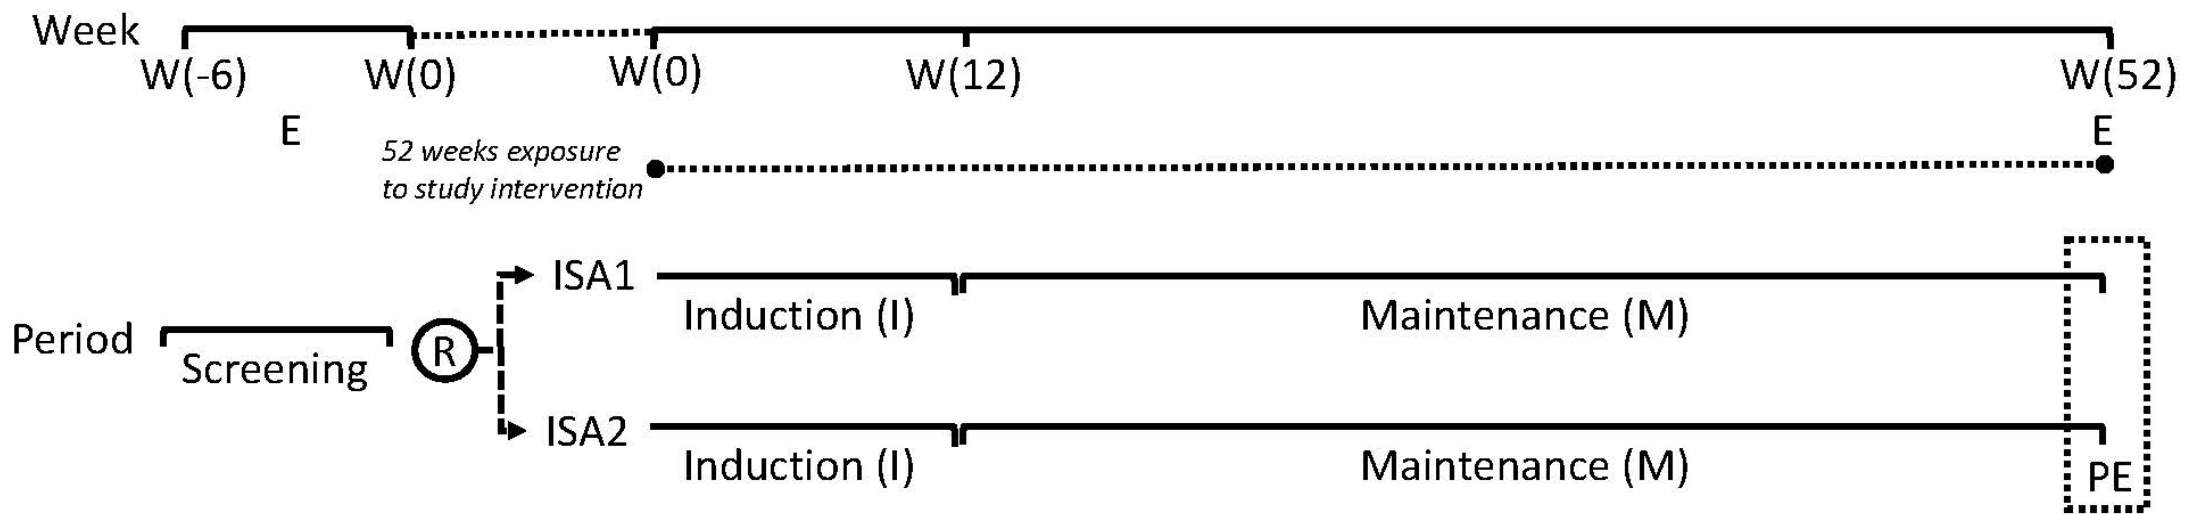 Week
W(-6) W(0) W(0) W(12) W(52)
E E
52 weeks exposure
to study intervention
ISA1
Induction (I) Maintenance (M)
Period
Screening
R
ISA2
Induction (I) Maintenance (M)
PE